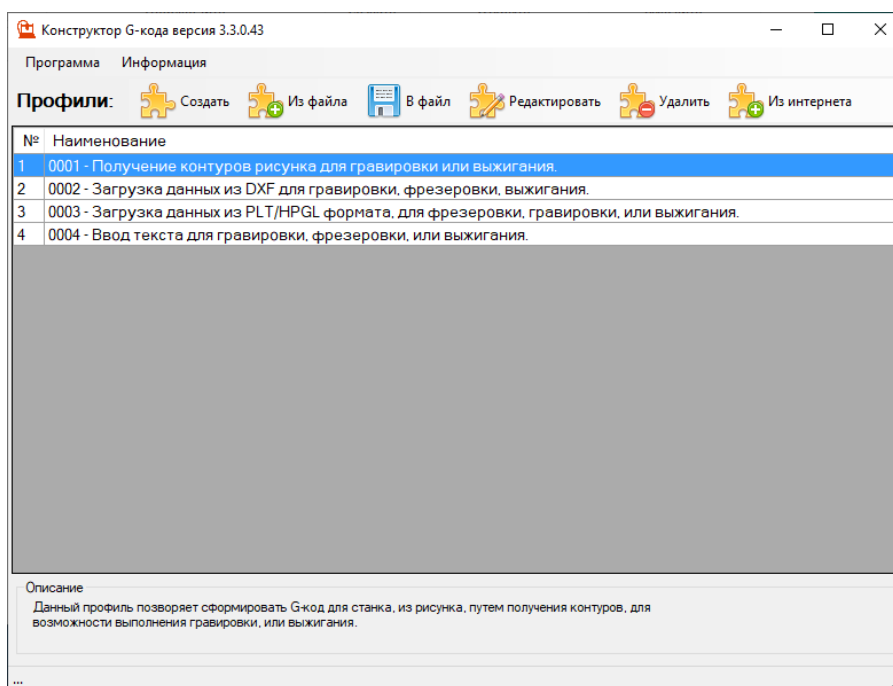 Конструктор G-кода версия 3.3.0.43
Программа Информация
Профили: Создать Из файла В файл Редактировать Удалить Из интернета
№ Наименование
1 0001 - Получение контуров рисунка для гравировки или выжигания.
2 0002 - Загрузка данных из DXF для гравировки, фрезеровки, выжигания.
3 0003 - Загрузка данных из PLT/HPGL формата, для фрезеровки, гравировки, или выжигания.
4 0004 - Ввод текста для гравировки, фрезеровки, или выжигания.
Описание
Данный профиль позворяет сформировать G-код для станка, из рисунка, путем получения контуров, для
возможности выполнения гравировки, или выжигания.
...